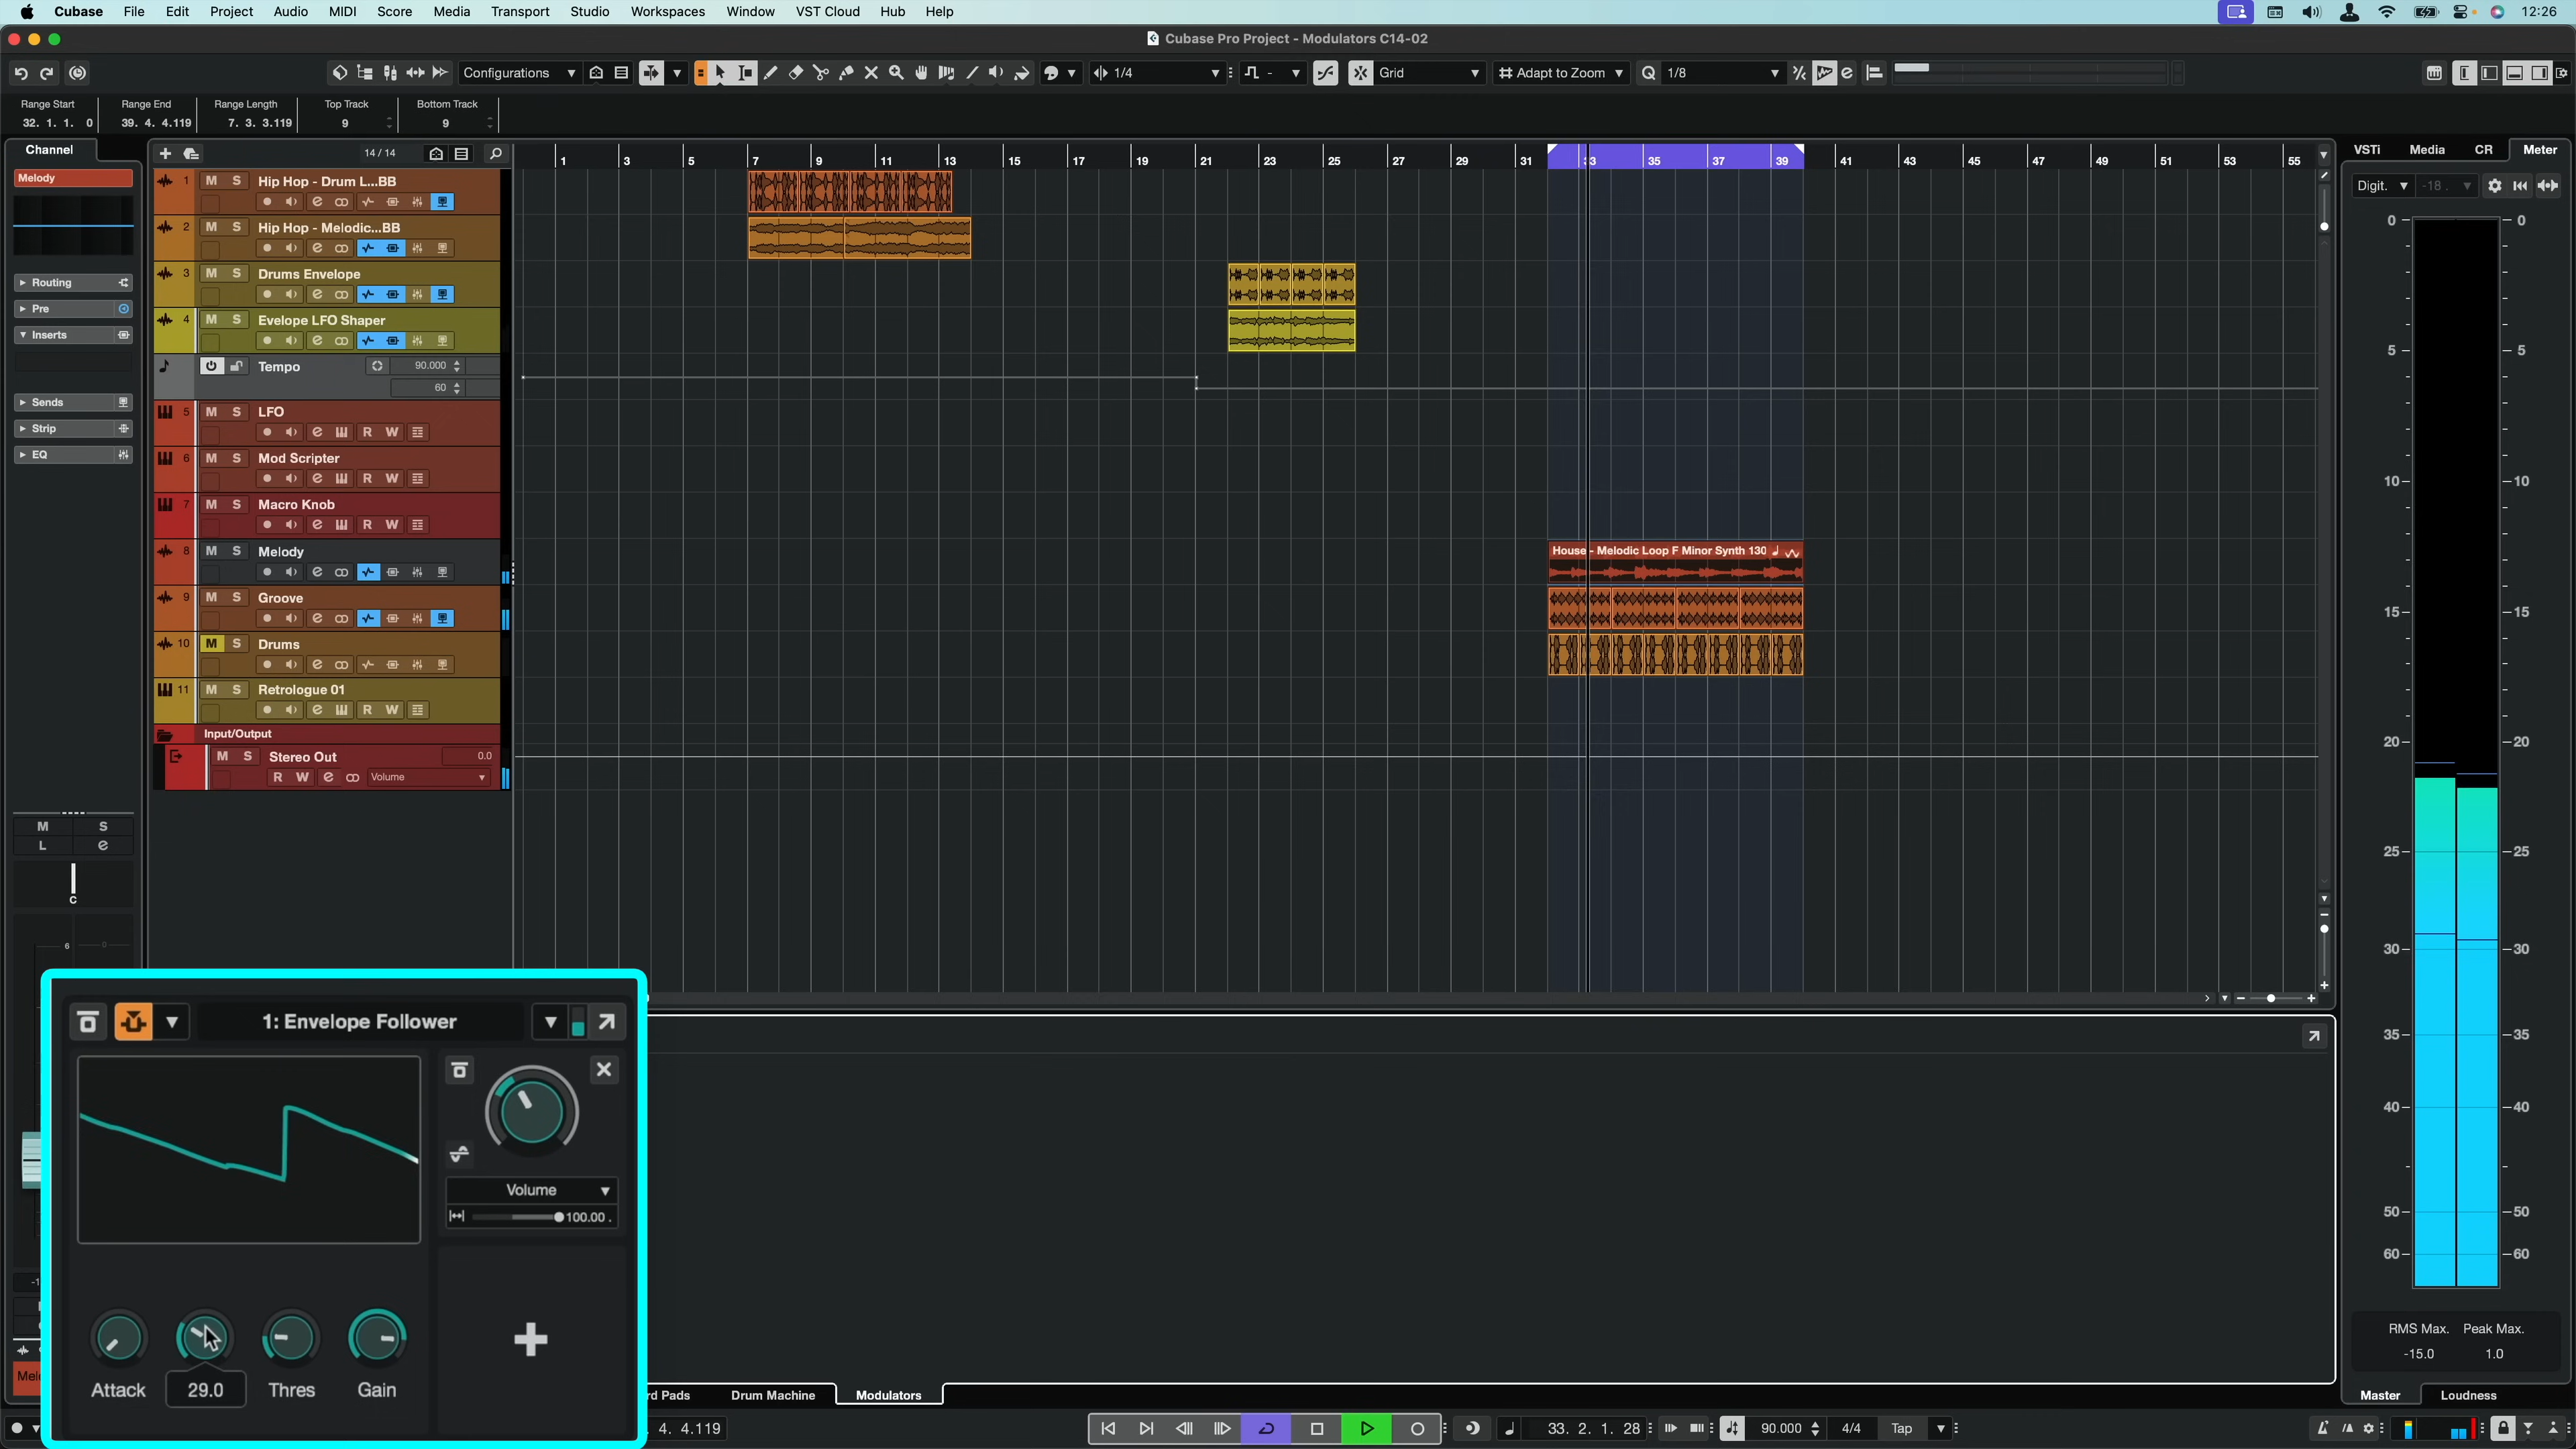 Cubase File Edit Project Audio MIDI Score Media Transport Studio Workspaces Window VST Cloud Hub Help 12:26
Cubase Pro Project - Modulators C14-02
Configurations 1/4 - Grid Adapt to Zoom Q 1/8
Range Start Range End Range Length Top Track Bottom Track
32. 1. 1. 0 39. 4. 4.119 7. 3. 3.119 9 9
Channel 14 / 14 1 3 5 7 9 11 13 15 17 19 21 23 25 27 29 31 33 35 37 39 41 43 45 47 49 51 53 55 VSTi Media CR Meter
Melody
Digit. -18.
Routing
Pre
Inserts
Sends
Strip
EQ
1 M S Hip Hop - Drum L...BB
2 M S Hip Hop - Melodic...BB
3 M S Drums Envelope
4 M S Evelope LFO Shaper
Tempo 90.000
60
5 M S LFO
R W
6 M S Mod Scripter
R W
7 M S Macro Knob
R W
8 M S Melody
House - Melodic Loop F Minor Synth 130
9 M S Groove
10 M S Drums
11 M S Retrologue 01
R W
Input/Output
M S Stereo Out 0.0
R W Volume
M S
L e
C
6
0 0
5 5
10 10
15 15
20 20
25 25
30 30
35 35
40 40
50 50
60 60
RMS Max. Peak Max.
-15.0 1.0
Master Loudness
1: Envelope Follower
Volume
100.00 .
Attack 29.0 Thres Gain
rd Pads Drum Machine Modulators
4. 4.119 33. 2. 1. 28 90.000 4/4 Tap